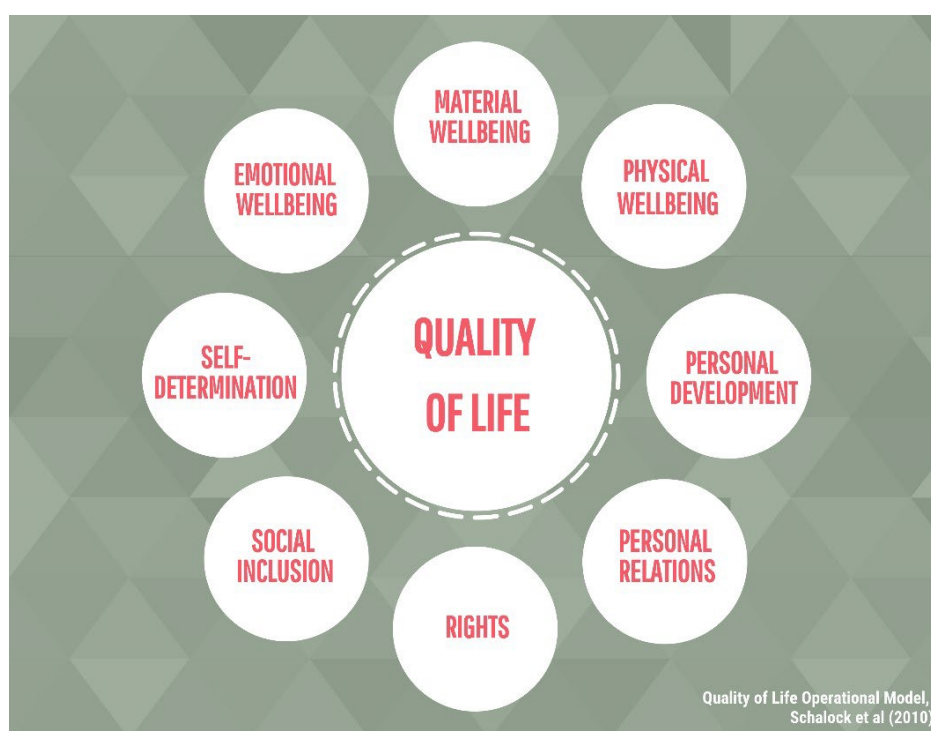 MATERIAL
WELLBEING
PHYSICAL
WELLBEING
PERSONAL
DEVELOPMENT
PERSONAL
RELATIONS
RIGHTS
SOCIAL
INCLUSION
SELF-
DETERMINATION
EMOTIONAL
WELLBEING
QUALITY
OF LIFE
Quality of Life Operational Model,
Schalock et al (2010)